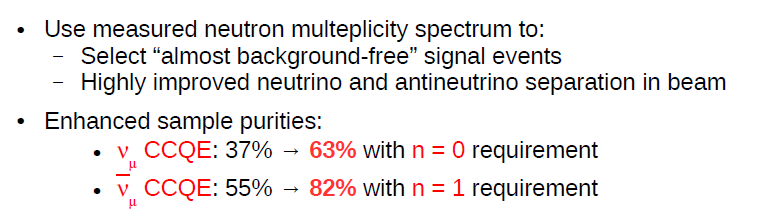 • Use measured neutron multeplicity spectrum to:
– Select “almost background-free” signal events
– Highly improved neutrino and antineutrino separation in beam
• Enhanced sample purities:
• νμ CCQE: 37% → 63% with n = 0 requirement
• ν̅μ CCQE: 55% → 82% with n = 1 requirement